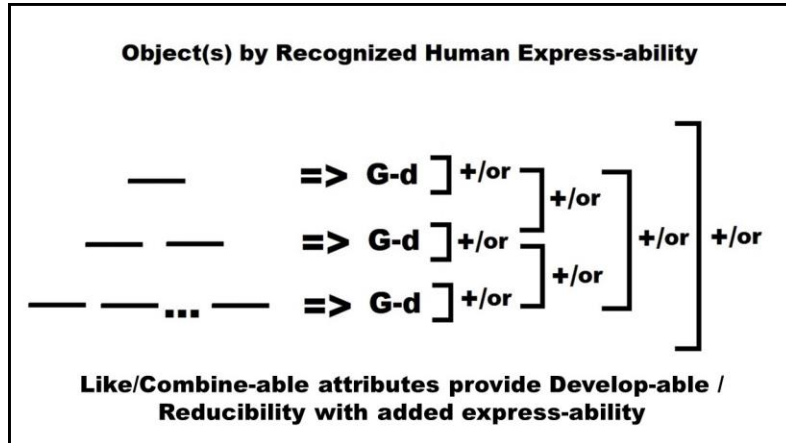 Object(s) by Recognized Human Express-ability
=> G-d ] +/or
+/or
=> G-d ] +/or
+/or +/or
+/or
... => G-d ] +/or
Like/Combine-able attributes provide Develop-able /
Reducibility with added express-ability